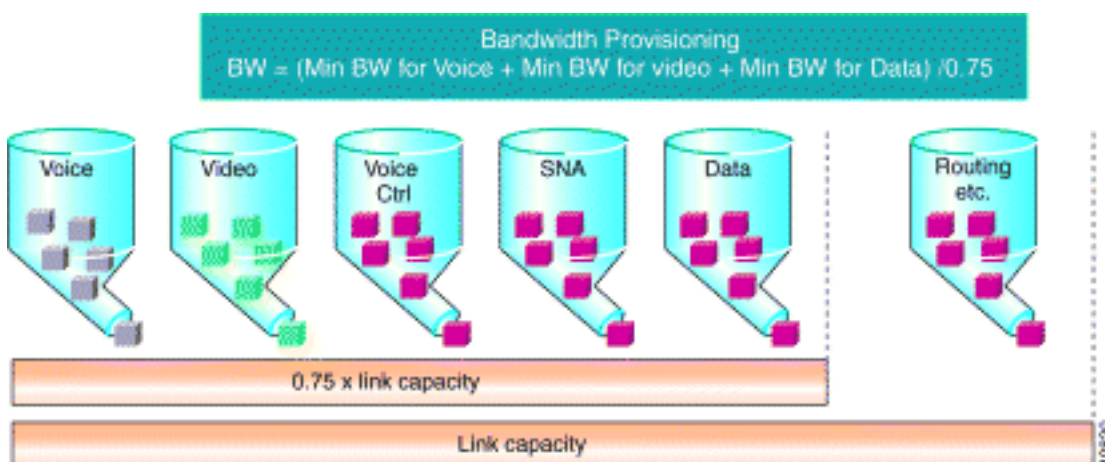 Bandwidth Provisioning
BW = (Min BW for Voice + Min BW for video + Min BW for Data) /0.75
Voice
Video
Voice
Ctrl
SNA
Data
Routing
etc.
0.75 x link capacity
Link capacity